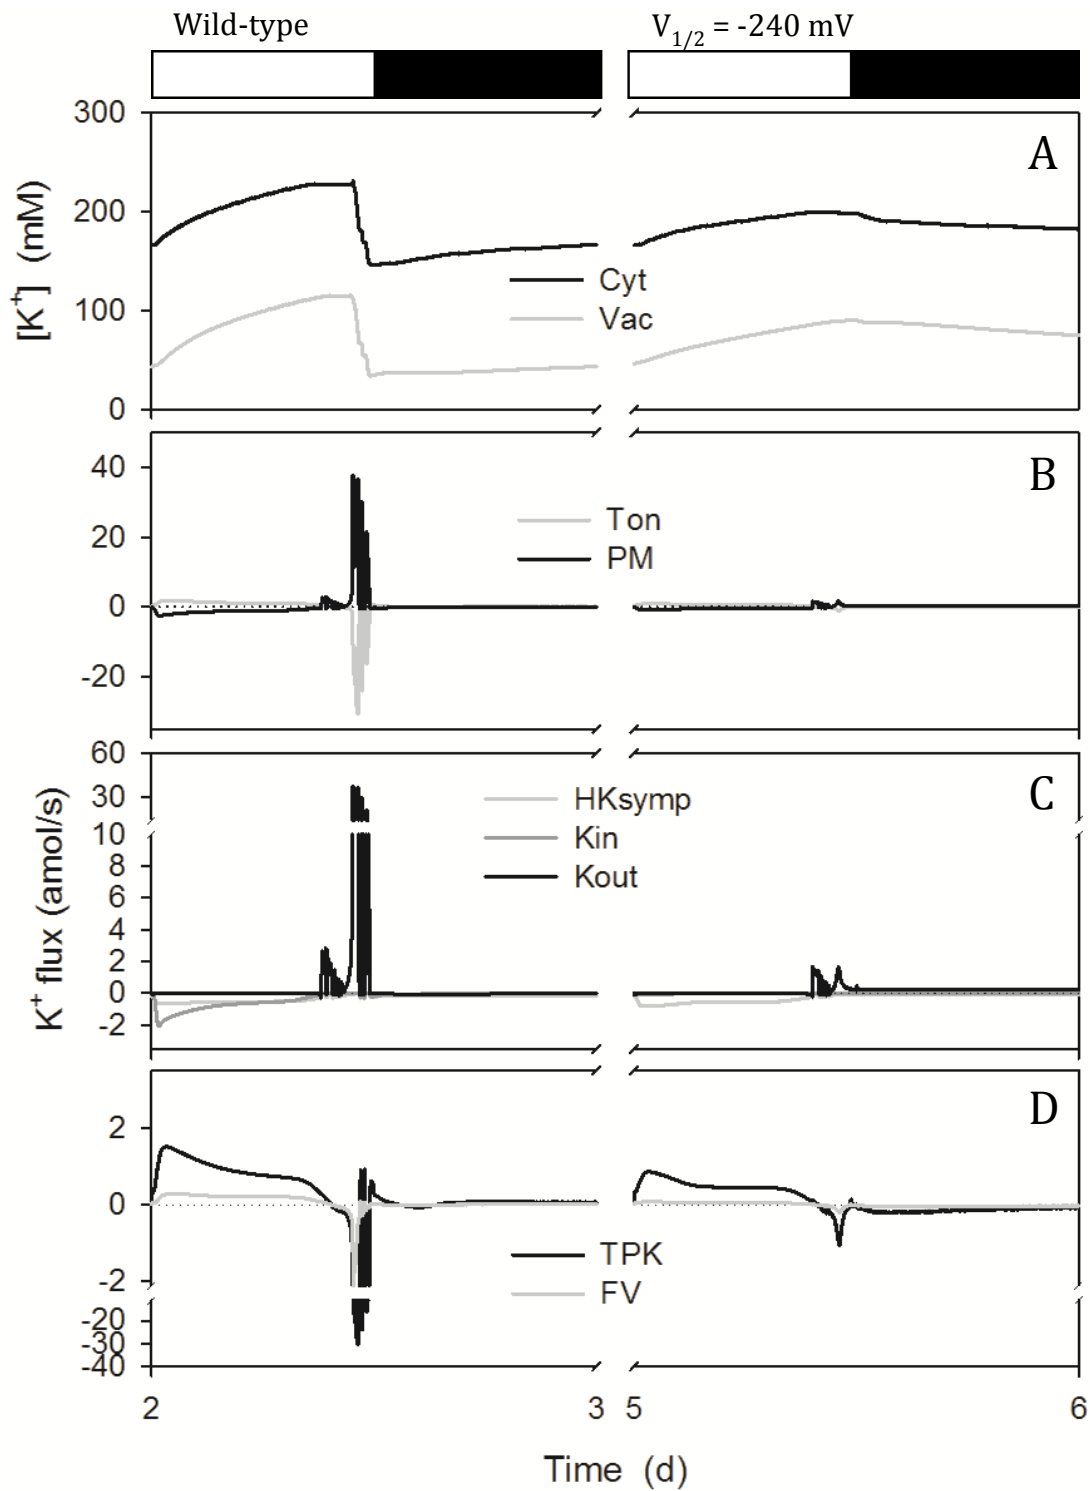 Wild-type
V1/2 = -240 mV
300
200
100
0
[K+] (mM)
A
Cyt
Vac
40
20
0
-20
B
Ton
PM
60
30
10
8
6
4
2
0
-2
K+ flux (amol/s)
C
HKsymp
Kin
Kout
2
0
-2
-20
-30
-40
D
TPK
FV
2
3
5
6
Time (d)